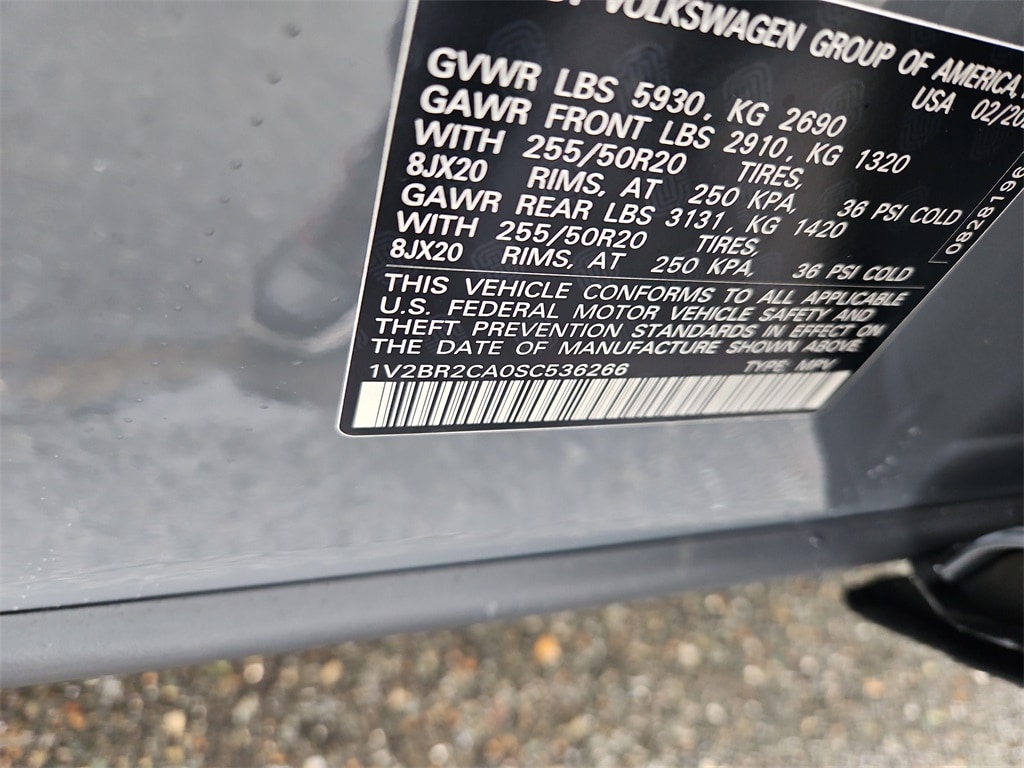 VOLKSWAGEN GROUP OF AMERICA,
USA 02/20
GVWR LBS 5930, KG 2690
GAWR FRONT LBS 2910, KG 1320
WITH 255/50R20 TIRES,
8JX20 RIMS, AT 250 KPA, 36 PSI COLD
GAWR REAR LBS 3131, KG 1420
WITH 255/50R20 TIRES,
8JX20 RIMS, AT 250 KPA, 36 PSI COLD
0828196
THIS VEHICLE CONFORMS TO ALL APPLICABLE
U.S. FEDERAL MOTOR VEHICLE SAFETY AND
THEFT PREVENTION STANDARDS IN EFFECT ON
THE DATE OF MANUFACTURE SHOWN ABOVE
1V2BR2CA0SC536266 TYPE: MPV